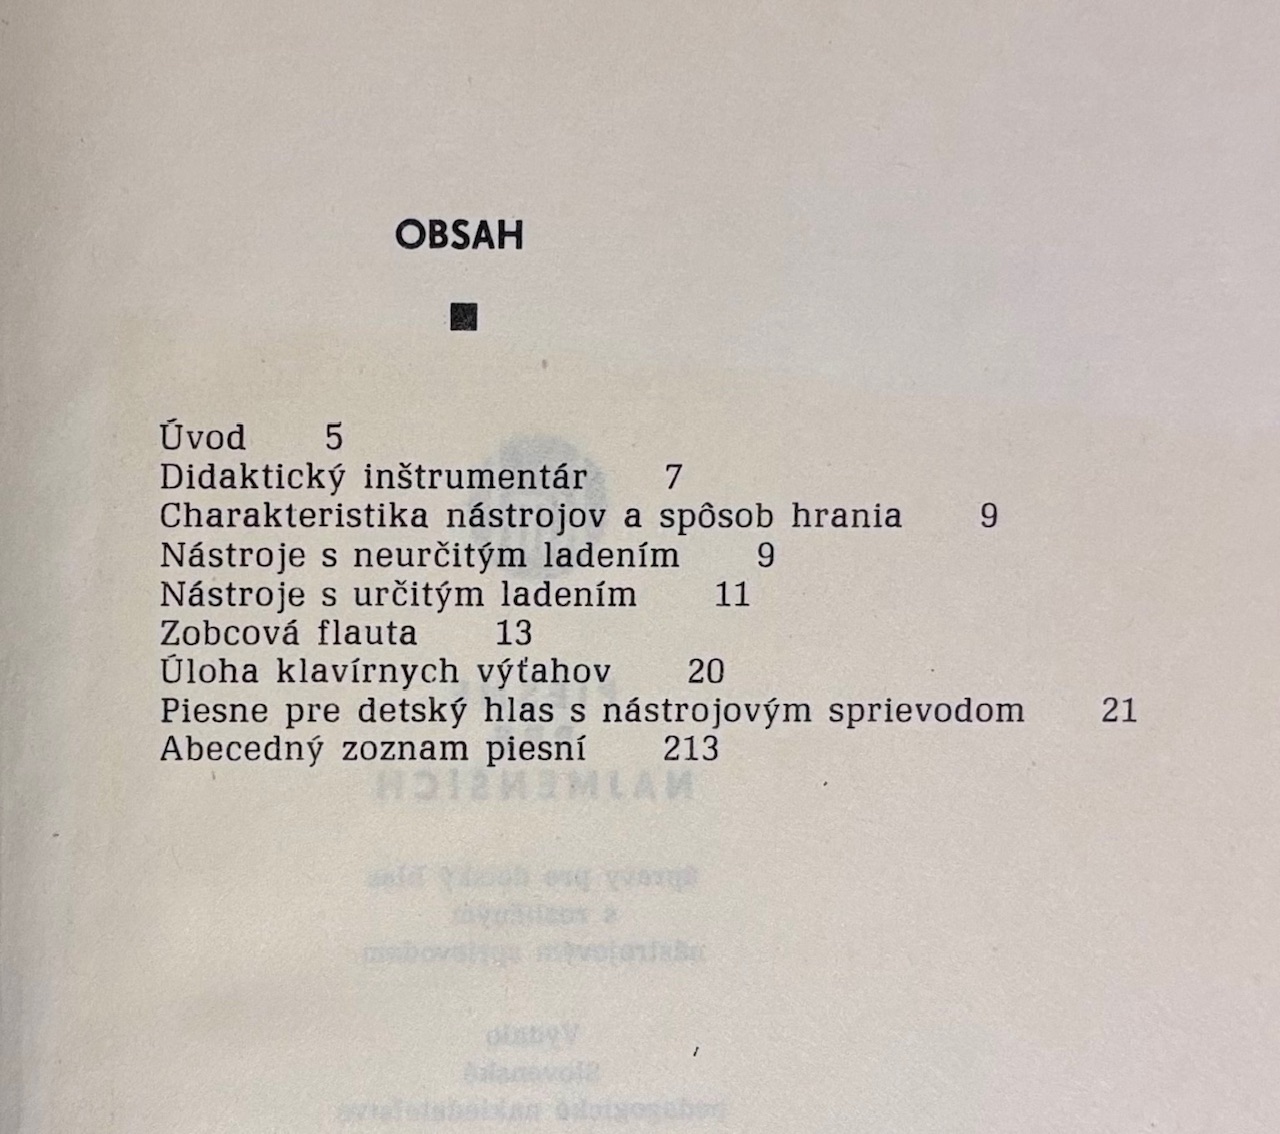 OBSAH
Úvod 5
Didaktický inštrumentár 7
Charakteristika nástrojov a spôsob hrania 9
Nástroje s neurčitým ladením 9
Nástroje s určitým ladením 11
Zobcová flauta 13
Úloha klavírnych výťahov 20
Piesne pre detský hlas s nástrojovým sprievodom 21
Abecedný zoznam piesní 213